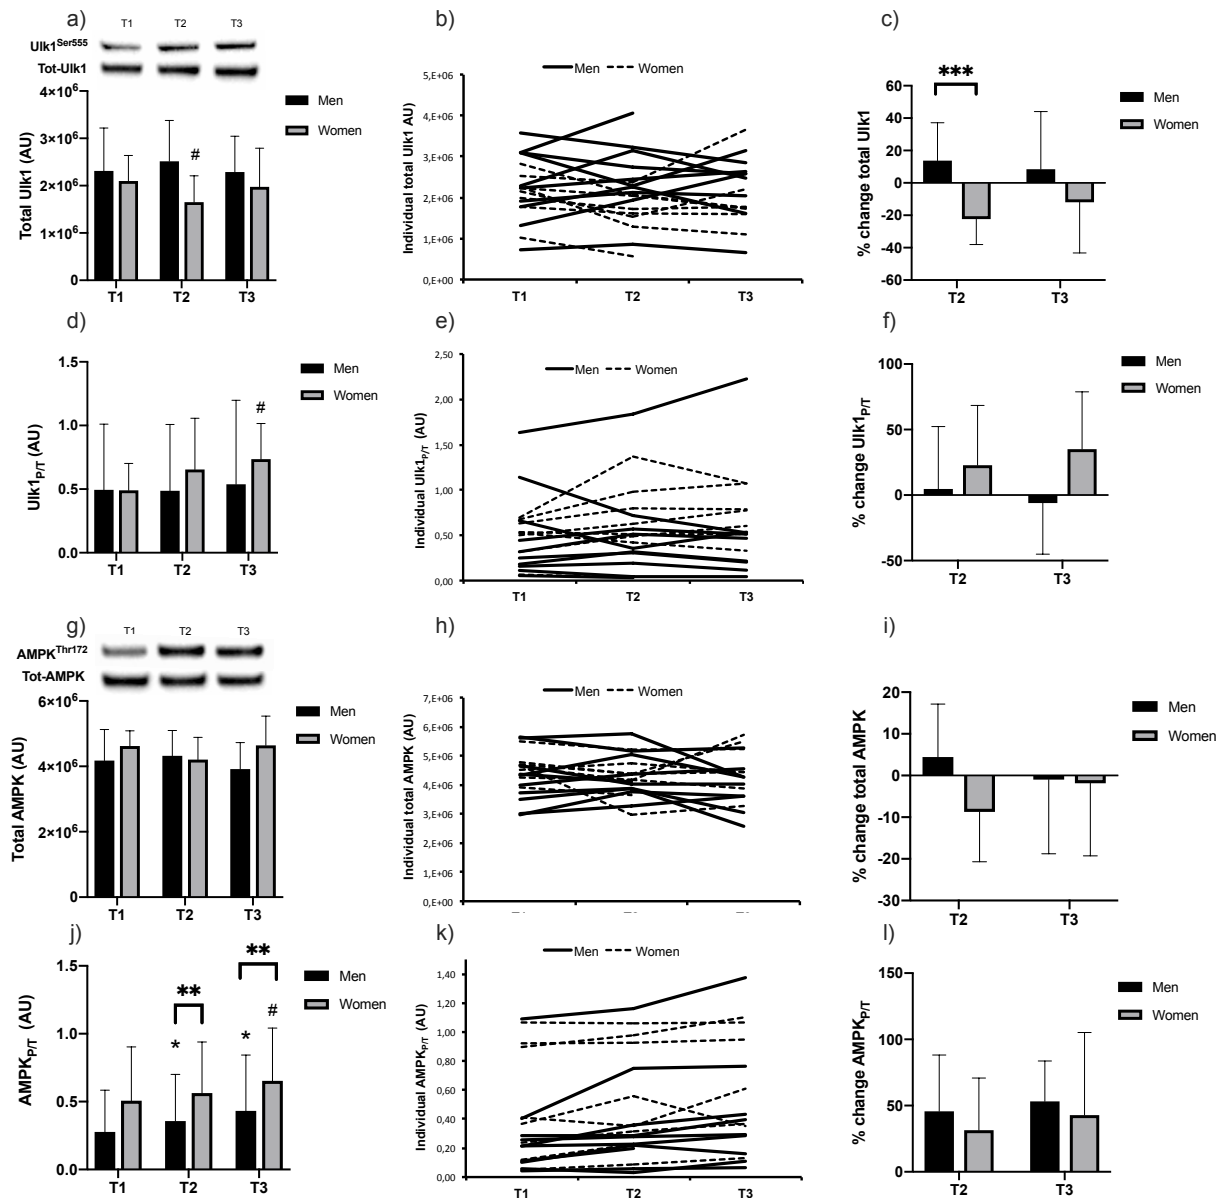 a)
T1 T2 T3
Ulk1Ser555
Tot-Ulk1
4×10⁶
3×10⁶
2×10⁶
1×10⁶
0
Total Ulk1 (AU)
Men
Women
#
T1 T2 T3
b)
Men Women
5,E+06
4,E+06
3,E+06
2,E+06
1,E+06
0,E+00
Individual total Ulk1 AU
T1 T2 T3
c)
***
60
40
20
0
-20
-40
-60
% change total Ulk1
Men
Women
T2 T3
d)
1.5
1.0
0.5
0.0
Ulk1P/T (AU)
Men
Women
#
T1 T2 T3
e)
Men Women
2,50
2,00
1,50
1,00
0,50
0,00
Individual Ulk1P/T (AU)
T1 T2 T3
f)
100
50
0
-50
% change Ulk1P/T
Men
Women
T2 T3
g)
T1 T2 T3
AMPKThr172
Tot-AMPK
6×10⁶
4×10⁶
2×10⁶
0
Total AMPK (AU)
Men
Women
T1 T2 T3
h)
Men Women
7,E+06
6,E+06
5,E+06
4,E+06
3,E+06
2,E+06
1,E+06
0,E+00
Individual total AMPK (AU)
i)
20
10
0
-10
-20
-30
% change total AMPK
Men
Women
T2 T3
j)
1.5
1.0
0.5
0.0
AMPKP/T (AU)
Men
Women
** **
* * #
T1 T2 T3
k)
Men Women
1,40
1,20
1,00
0,80
0,60
0,40
0,20
0,00
Individual AMPKP/T (AU)
T1 T2 T3
l)
150
100
50
0
% change AMPKP/T
Men
Women
T2 T3